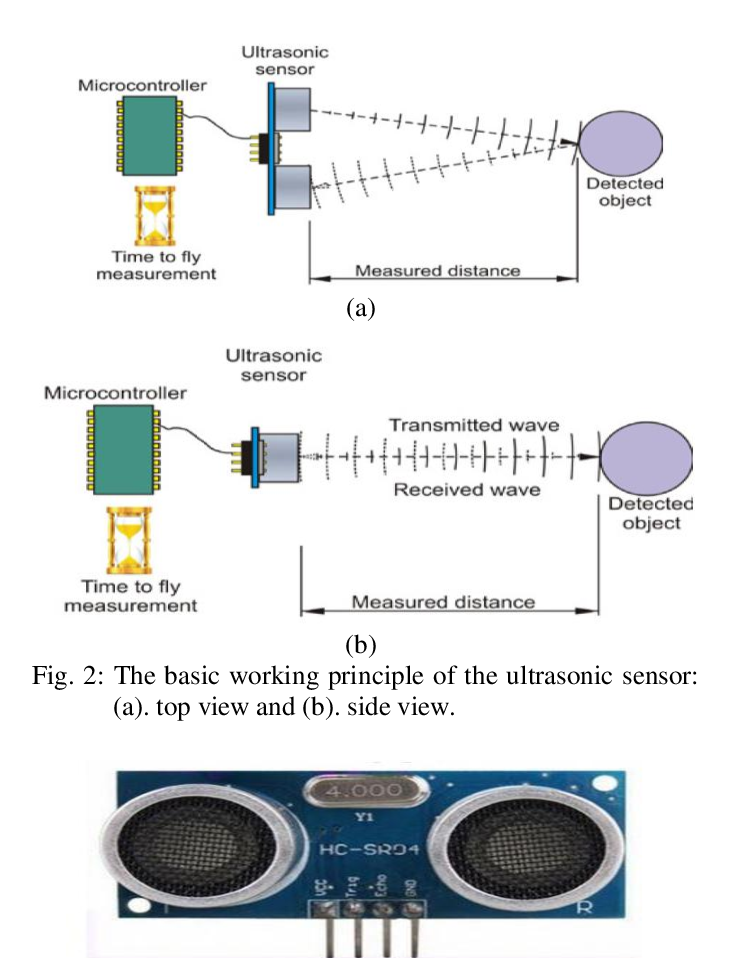 Ultrasonic
sensor
Microcontroller
Detected
object
Time to fly
measurement
Measured distance
(a)
Ultrasonic
sensor
Microcontroller
Transmitted wave
Received wave
Detected
object
Time to fly
measurement
Measured distance
(b)
Fig. 2: The basic working principle of the ultrasonic sensor:
(a). top view and (b). side view.
4.000
Y1
HC-SR04
VCC
Trig
Echo
GND
T
R